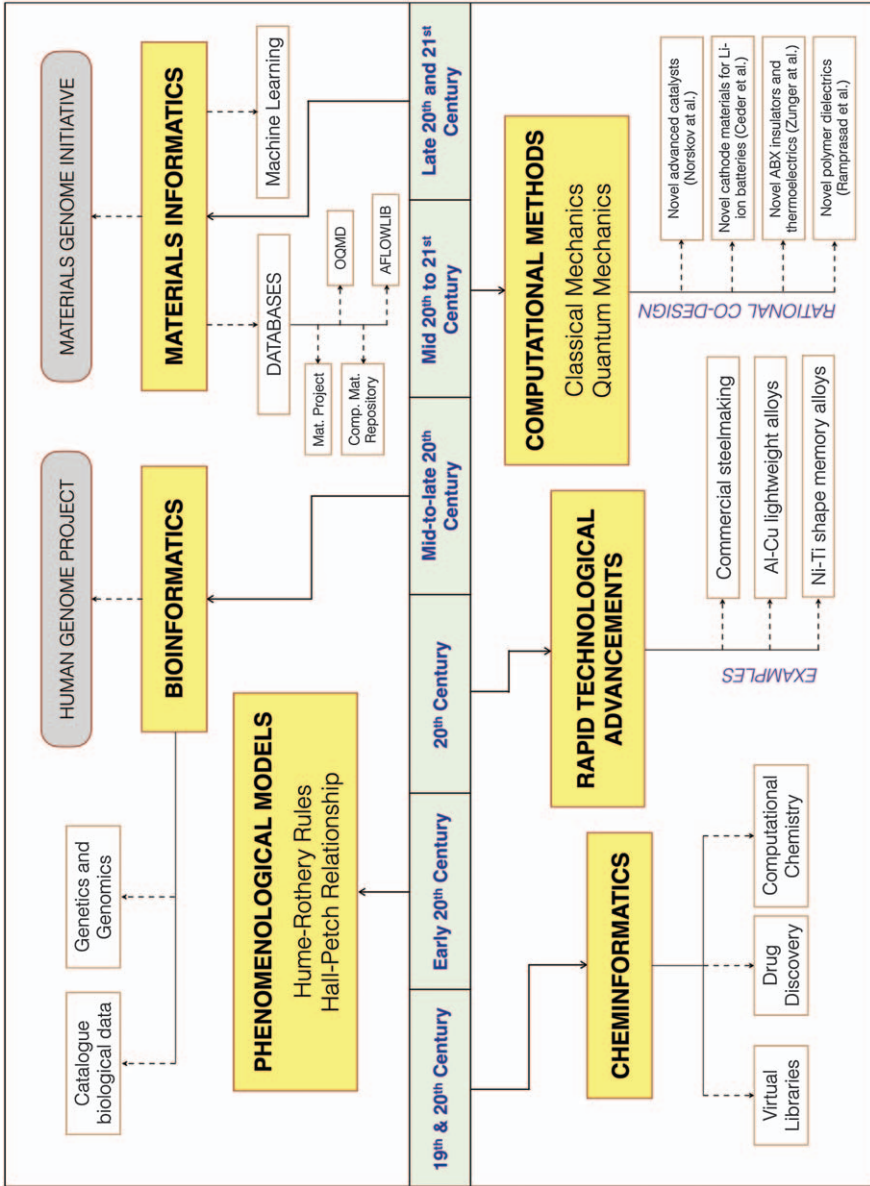 HUMAN GENOME PROJECT
MATERIALS GENOME INITIATIVE
Catalogue
biological data
Genetics and
Genomics
BIOINFORMATICS
MATERIALS INFORMATICS
PHENOMENOLOGICAL MODELS
Hume-Rothery Rules
Hall-Petch Relationship
DATABASES
Machine Learning
Mat. Project
Comp. Mat.
Repository
OQMD
AFLOWLIB
19th & 20th Century
Early 20th Century
20th Century
Mid-to-late 20th
Century
Mid 20th to 21st
Century
Late 20th and 21st
Century
CHEMINFORMATICS
Virtual
Libraries
Drug
Discovery
Computational
Chemistry
RAPID TECHNOLOGICAL
ADVANCEMENTS
EXAMPLES
Commercial steelmaking
Al-Cu lightweight alloys
Ni-Ti shape memory alloys
COMPUTATIONAL METHODS
Classical Mechanics
Quantum Mechanics
RATIONAL CO-DESIGN
Novel advanced catalysts
(Norskov at al.)
Novel cathode materials for Li-
ion batteries (Ceder et al.)
Novel ABX insulators and
thermoelectrics (Zunger at al.)
Novel polymer dielectrics
(Ramprasad et al.)